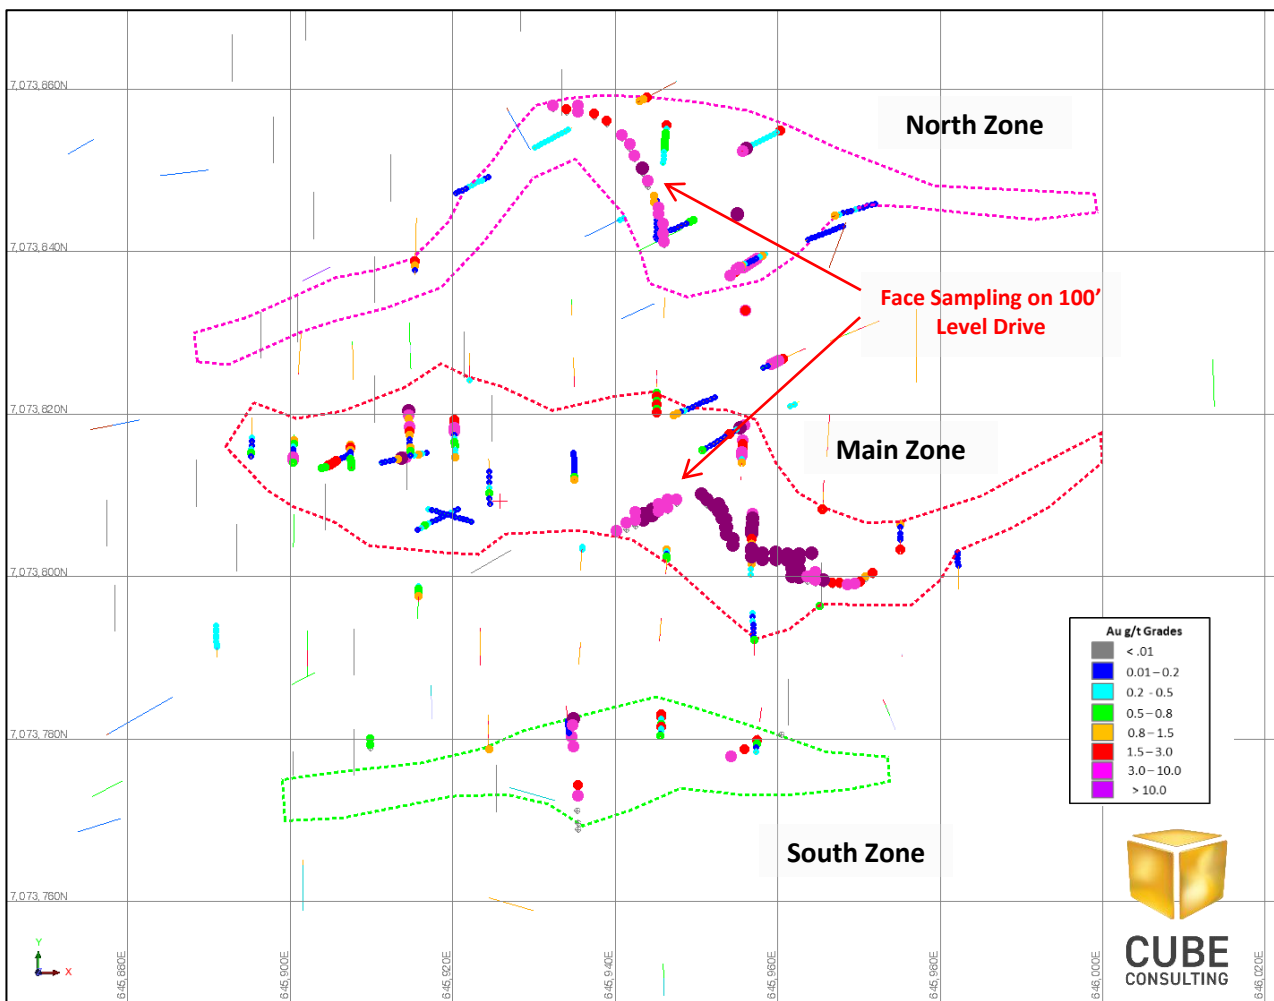 7,073,860N
North Zone
7,073,840N
Face Sampling on 100'
Level Drive
7,073,820N
Main Zone
7,073,800N
Au g/t Grades
< .01
0.01 – 0.2
0.2 - 0.5
0.5 – 0.8
0.8 – 1.5
1.5 – 3.0
3.0 – 10.0
> 10.0
7,073,780N
South Zone
7,073,760N
CUBE
CONSULTING
Y
X
645,880E
645,900E
645,920E
645,940E
645,960E
645,980E
646,000E
646,020E